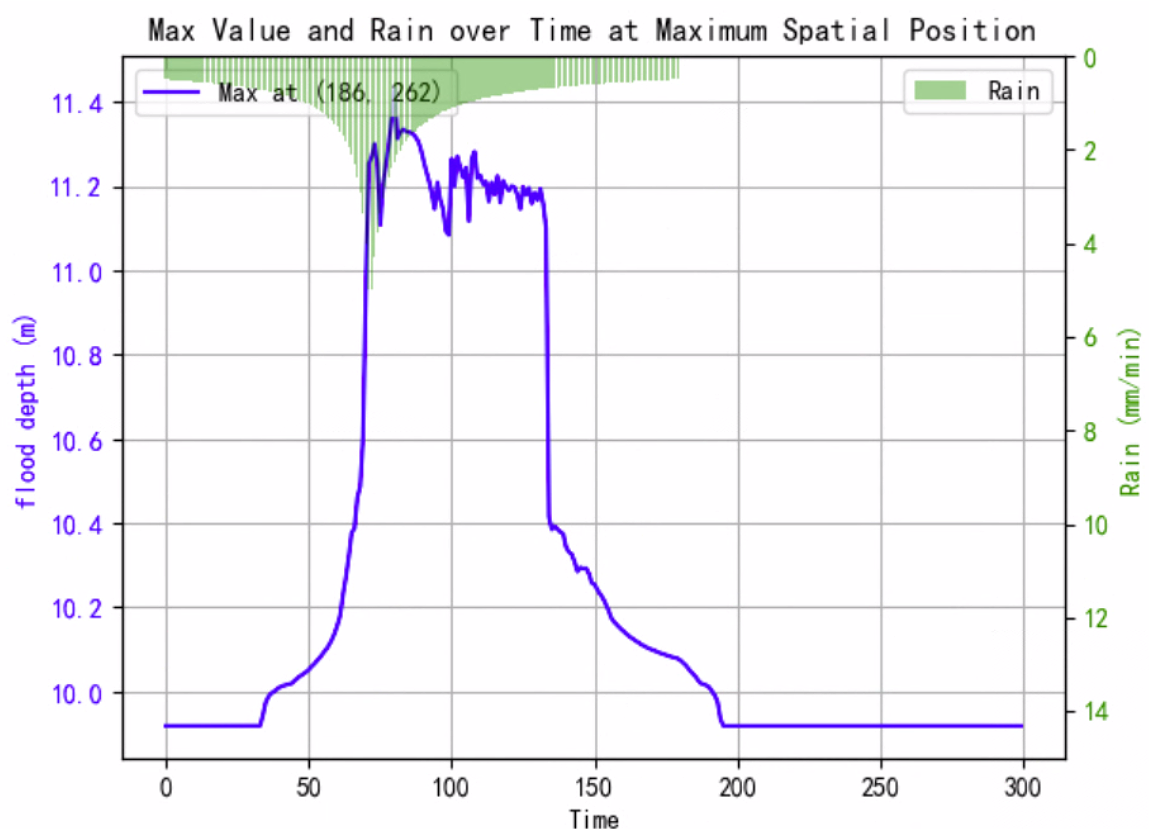 Max Value and Rain over Time at Maximum Spatial Position
Max at (186, 262)
Rain
11.4
11.2
11.0
10.8
10.6
10.4
10.2
10.0
flood depth (m)
0
2
4
6
8
10
12
14
Rain (mm/min)
0 50 100 150 200 250 300
Time